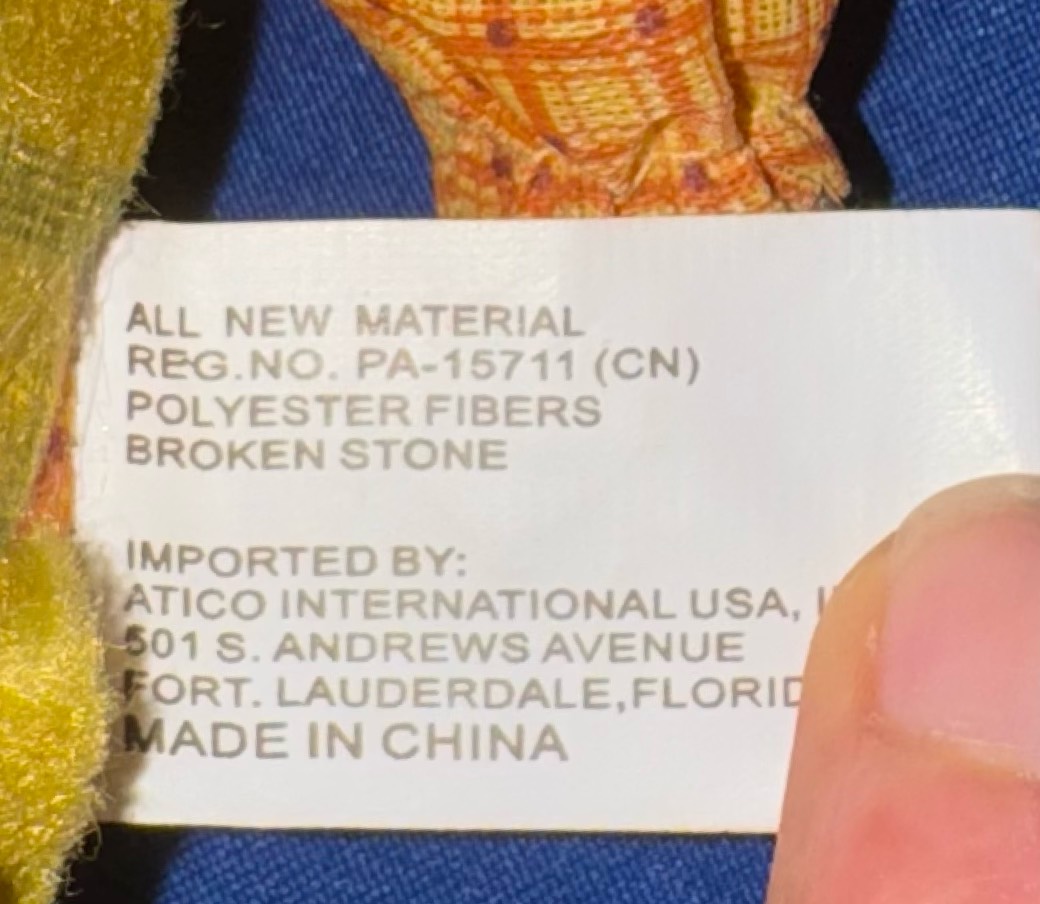 ALL NEW MATERIAL
REG.NO. PA-15711 (CN)
POLYESTER FIBERS
BROKEN STONE
IMPORTED BY:
ATICO INTERNATIONAL USA,
501 S. ANDREWS AVENUE
FORT. LAUDERDALE,FLORID
MADE IN CHINA